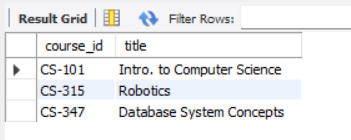 Result Grid Filter Rows:
course_id title
CS-101 Intro. to Computer Science
CS-315 Robotics
CS-347 Database System Concepts